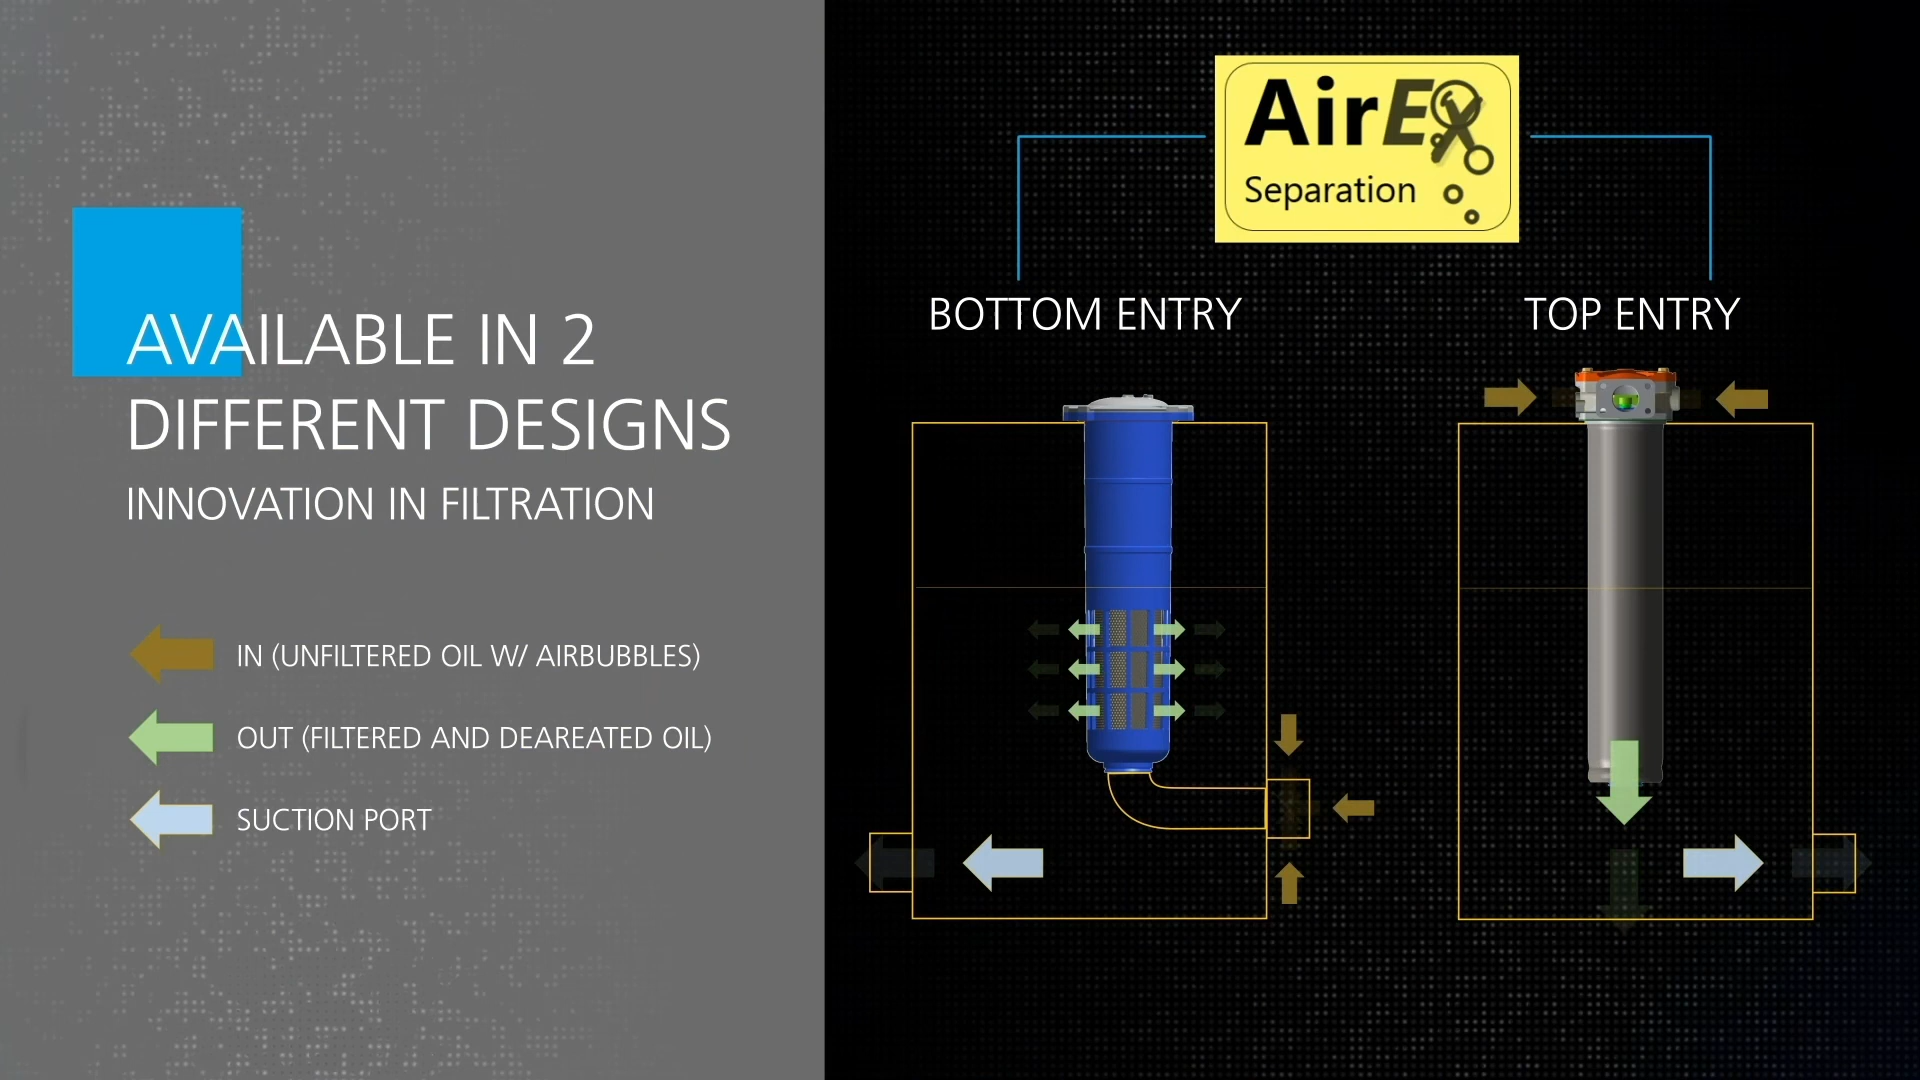 AVAILABLE IN 2
DIFFERENT DESIGNS
INNOVATION IN FILTRATION
IN (UNFILTERED OIL W/ AIRBUBBLES)
OUT (FILTERED AND DEAREATED OIL)
SUCTION PORT
AirEX
Separation
BOTTOM ENTRY
TOP ENTRY